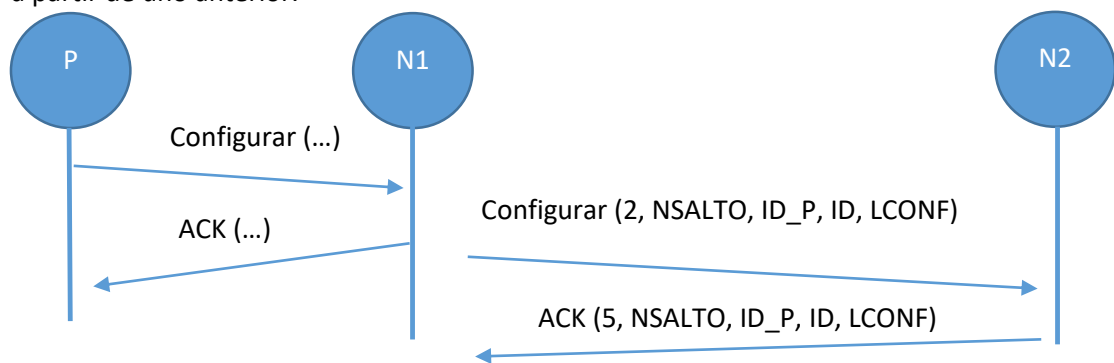 a partir de uno anterior.
P
N1
N2
Configurar (…)
Configurar (2, NSALTO, ID_P, ID, LCONF)
ACK (…)
ACK (5, NSALTO, ID_P, ID, LCONF)